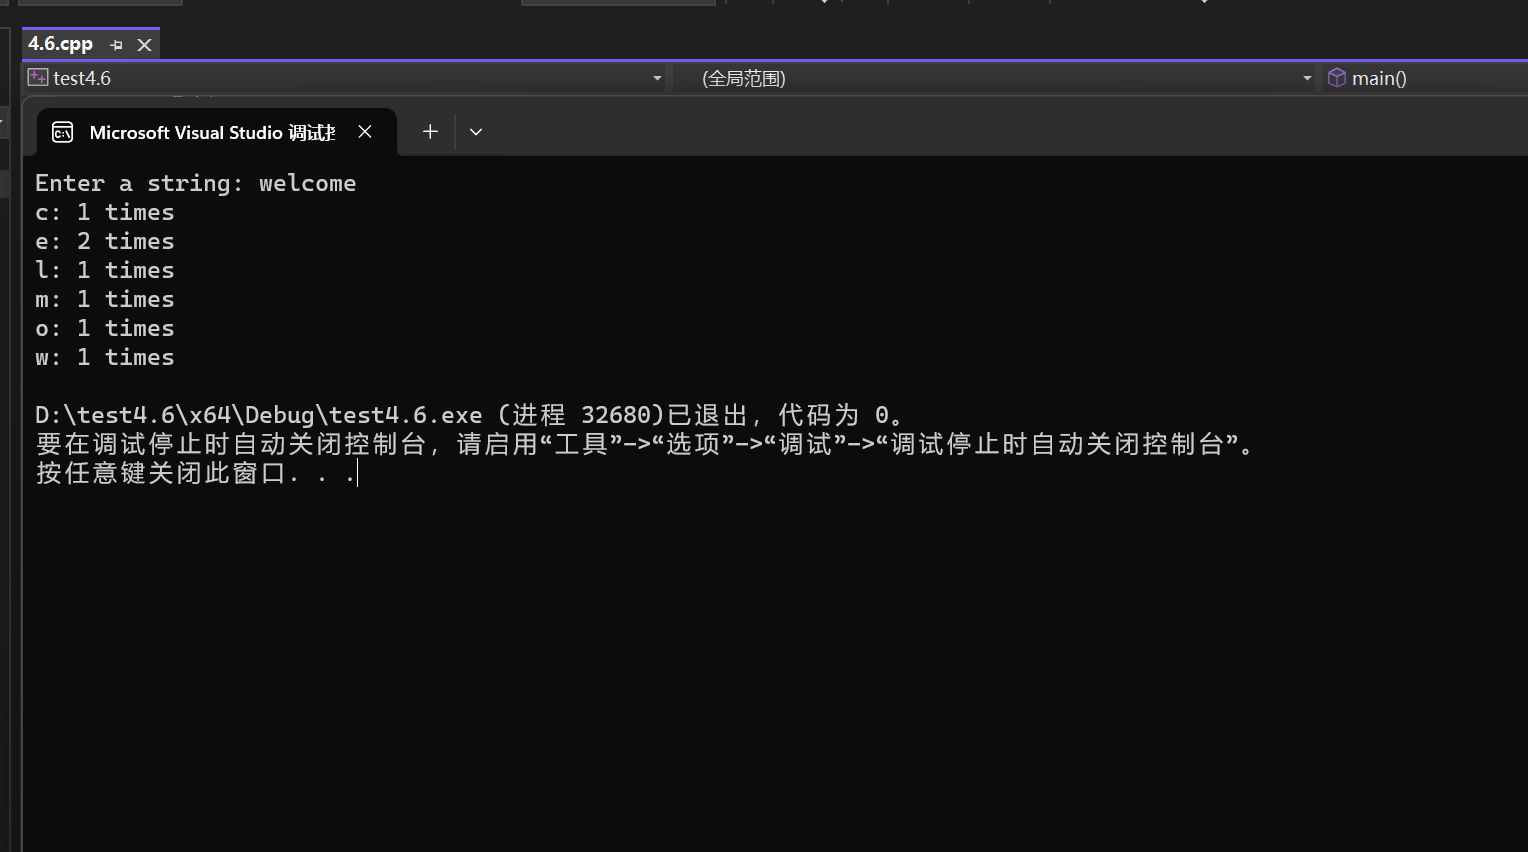 4.6.cpp
test4.6 (全局范围) main()
Microsoft Visual Studio 调试
Enter a string: welcome
c: 1 times
e: 2 times
l: 1 times
m: 1 times
o: 1 times
w: 1 times
D:\test4.6\x64\Debug\test4.6.exe (进程 32680)已退出，代码为 0。
要在调试停止时自动关闭控制台，请启用“工具”->“选项”->“调试”->“调试停止时自动关闭控制台”。
按任意键关闭此窗口. . .